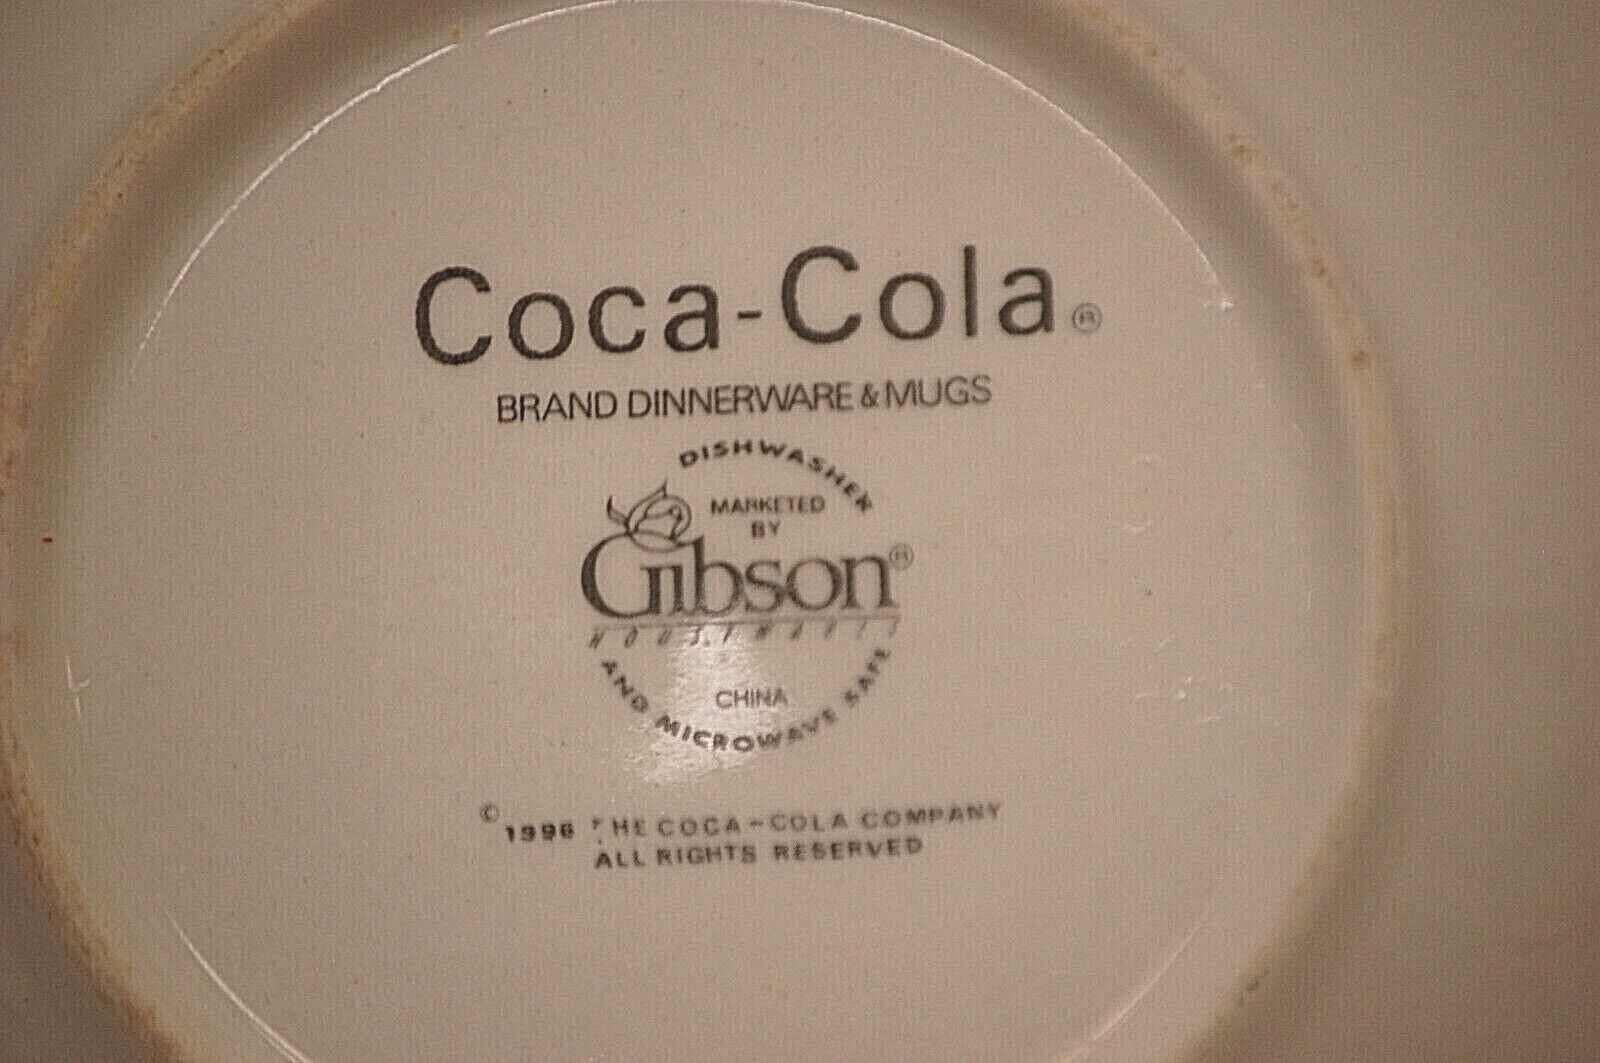 Coca-Cola®
BRAND DINNERWARE & MUGS
DISHWASHER
MARKETED
BY
Gibson®
HOUSEWARES
CHINA
AND MICROWAVE SAFE
© 1996 THE COCA-COLA COMPANY
ALL RIGHTS RESERVED